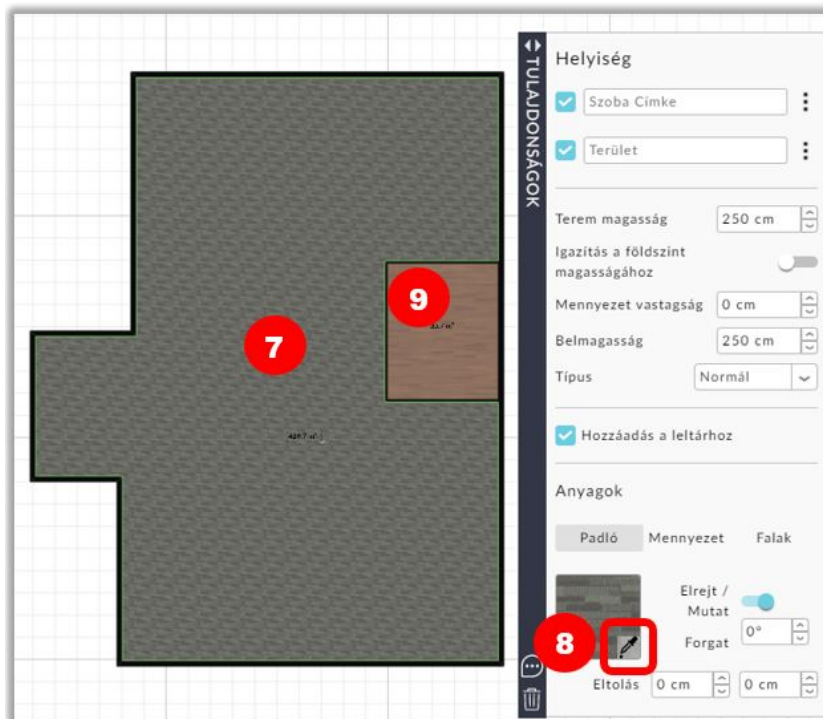 TULAJDONSÁGOK
Helyiség
Szoba Címke
Terület
Terem magasság 250 cm
Igazítás a földszint
magasságához
Mennyezet vastagság 0 cm
Belmagasság 250 cm
Típus Normál
Hozzáadás a leltárhoz
Anyagok
Padló Mennyezet Falak
Elrejt /
Mutat
Forgat 0°
Eltolás 0 cm 0 cm
7
8
9